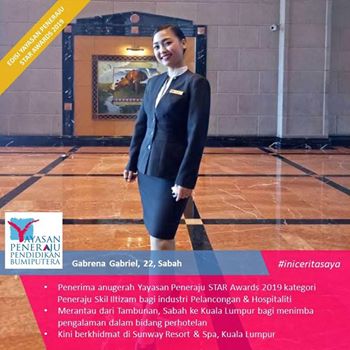 EDISI YAYASAN PENERAJU
STAR AWARDS 2019
YAYASAN
PENERAJU
PENDIDIKAN
BUMIPUTERA
Gabrena Gabriel, 22, Sabah
#iniceritasaya
Penerima anugerah Yayasan Peneraju STAR Awards 2019 kategori
Peneraju Skil Iltizam bagi industri Pelancongan & Hospitaliti
Merantau dari Tambunan, Sabah ke Kuala Lumpur bagi menimba
pengalaman dalam bidang perhotelan
Kini berkhidmat di Sunway Resort & Spa, Kuala Lumpur